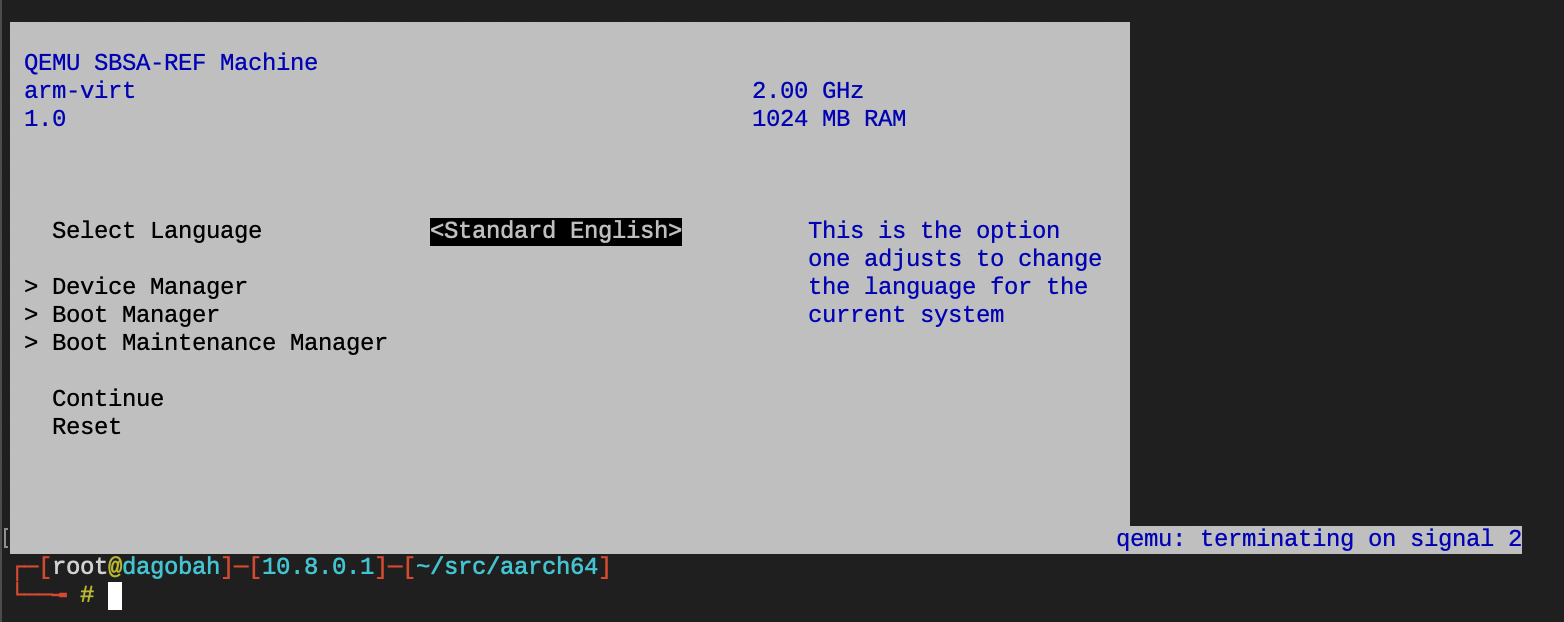 QEMU SBSA-REF Machine
arm-virt 2.00 GHz
1.0 1024 MB RAM
Select Language <Standard English> This is the option
one adjusts to change
> Device Manager the language for the
> Boot Manager current system
> Boot Maintenance Manager
Continue
Reset
[ qemu: terminating on signal 2
┌─[root@dagobah]─[10.8.0.1]─[~/src/aarch64]
└──╼ #